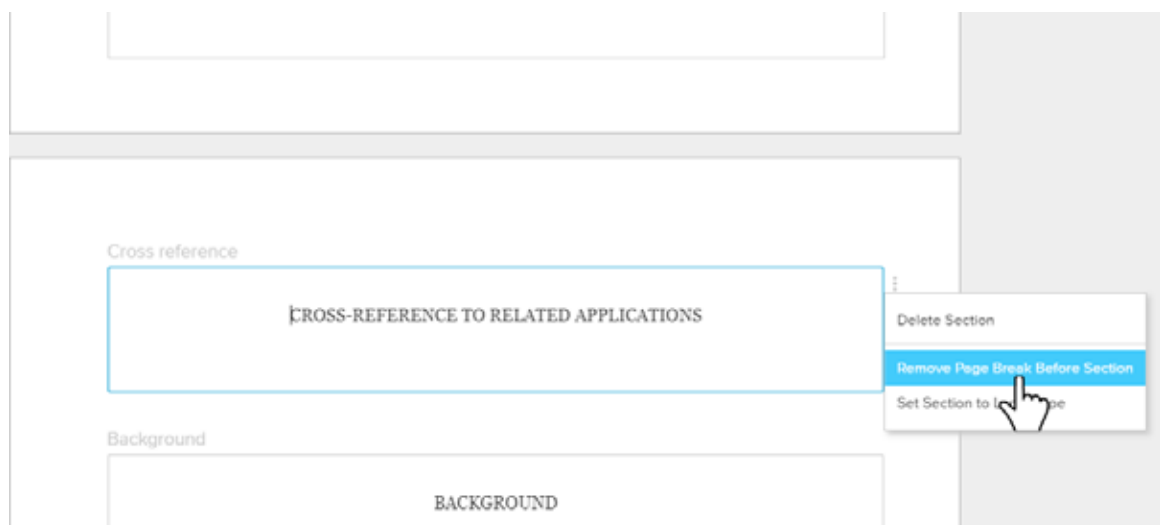 Cross reference
CROSS-REFERENCE TO RELATED APPLICATIONS
Delete Section
Remove Page Break Before Section
Set Section to
Background
BACKGROUND